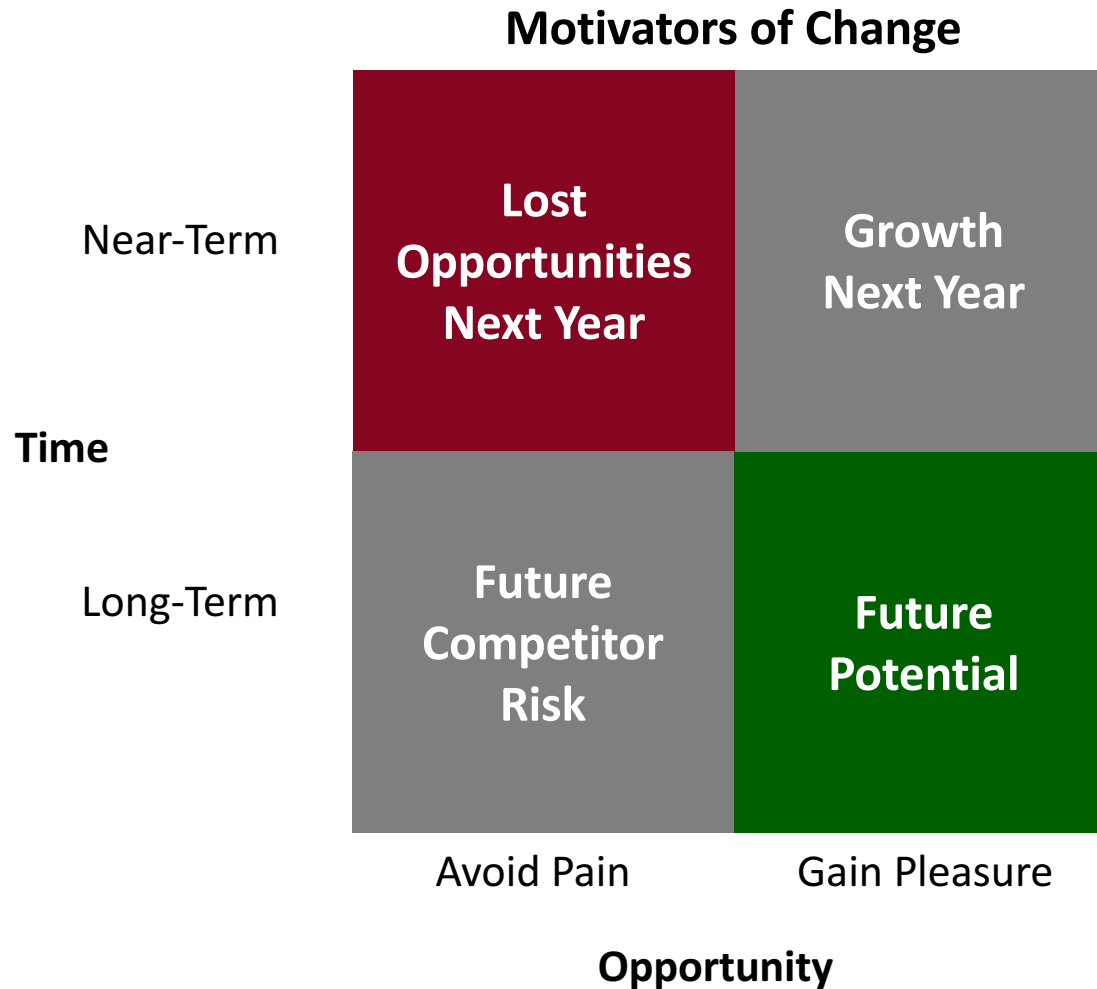 Motivators of Change
Near-Term
Lost
Opportunities
Next Year
Growth
Next Year
Time
Long-Term
Future
Competitor
Risk
Future
Potential
Avoid Pain
Gain Pleasure
Opportunity